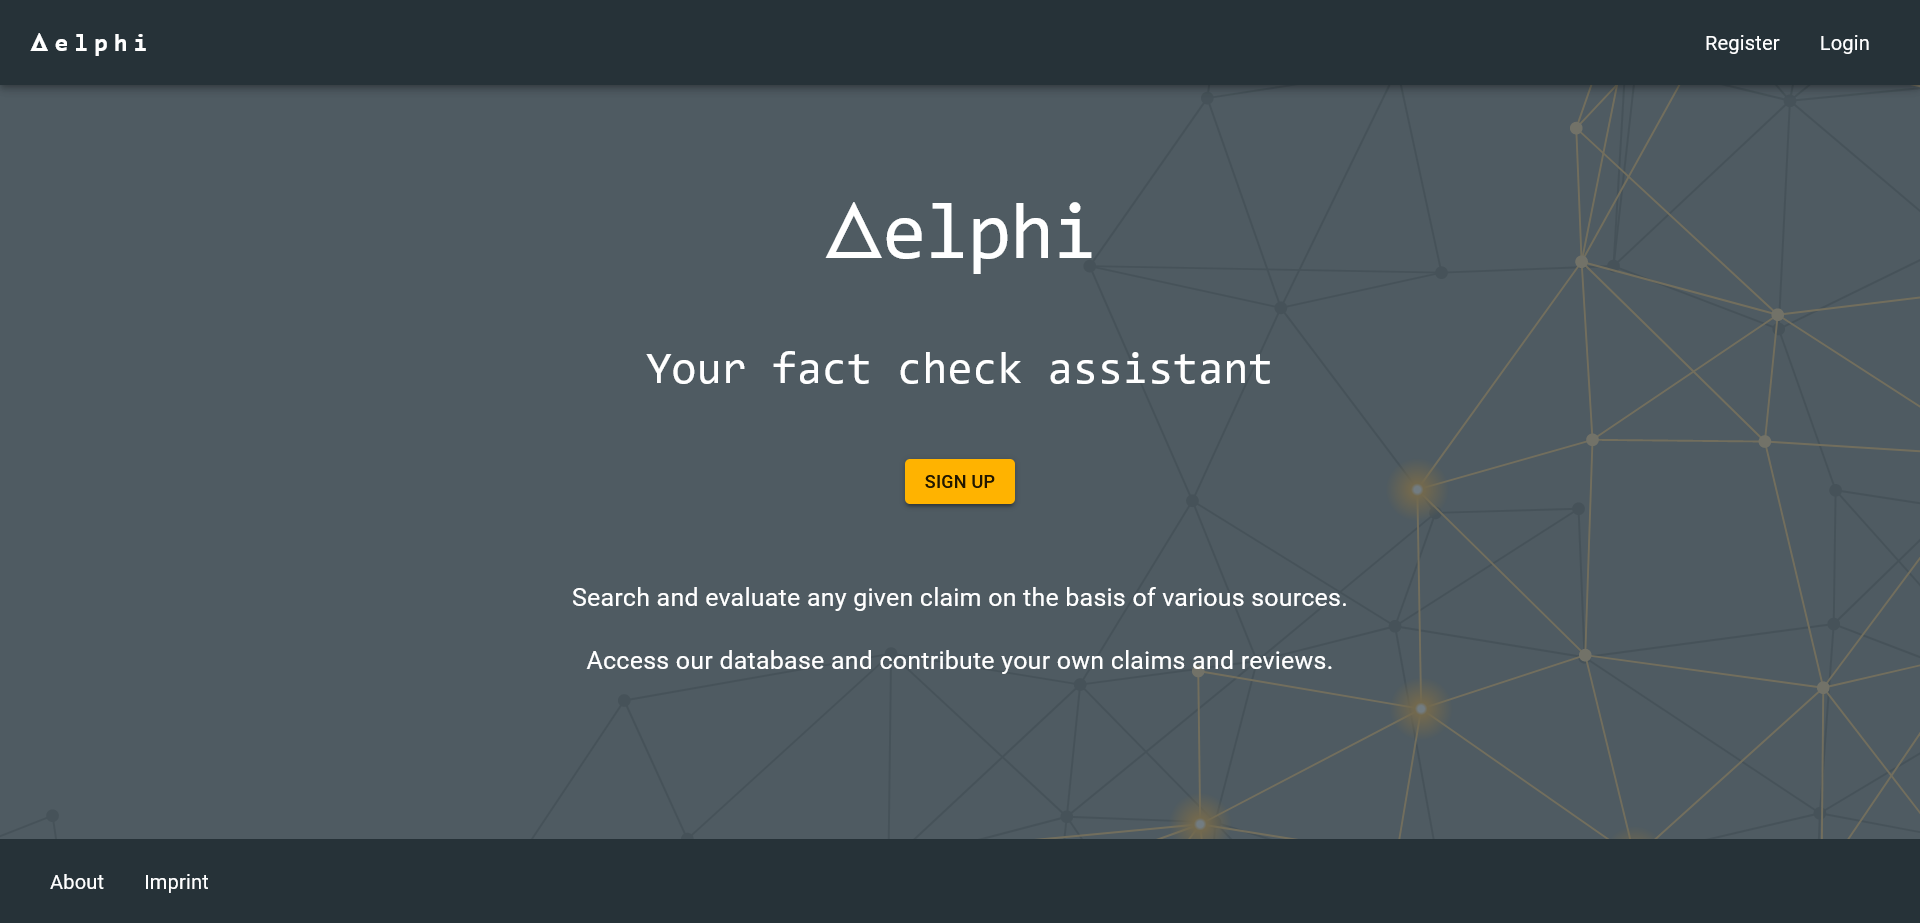 Δelphi
Register Login
Δelphi
Your fact check assistant
SIGN UP
Search and evaluate any given claim on the basis of various sources.
Access our database and contribute your own claims and reviews.
About Imprint